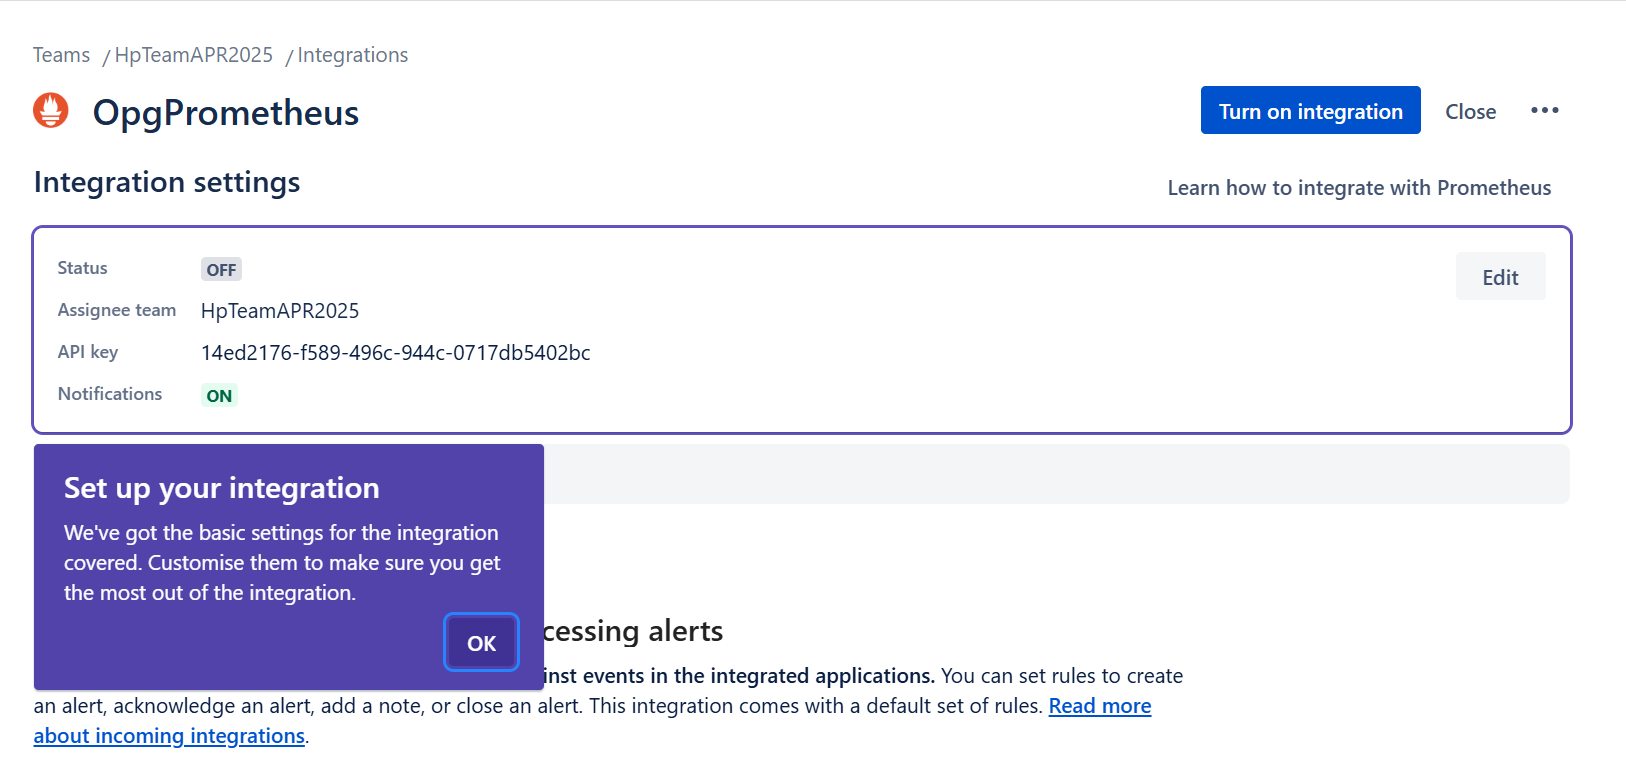 Teams / HpTeamAPR2025 / Integrations
OpgPrometheus
Turn on integration
Close
Integration settings
Learn how to integrate with Prometheus
Status OFF
Edit
Assignee team HpTeamAPR2025
API key 14ed2176-f589-496c-944c-0717db5402bc
Notifications ON
Set up your integration
We've got the basic settings for the integration
covered. Customise them to make sure you get
the most out of the integration.
OK
cessing alerts
inst events in the integrated applications. You can set rules to create
an alert, acknowledge an alert, add a note, or close an alert. This integration comes with a default set of rules. Read more
about incoming integrations.